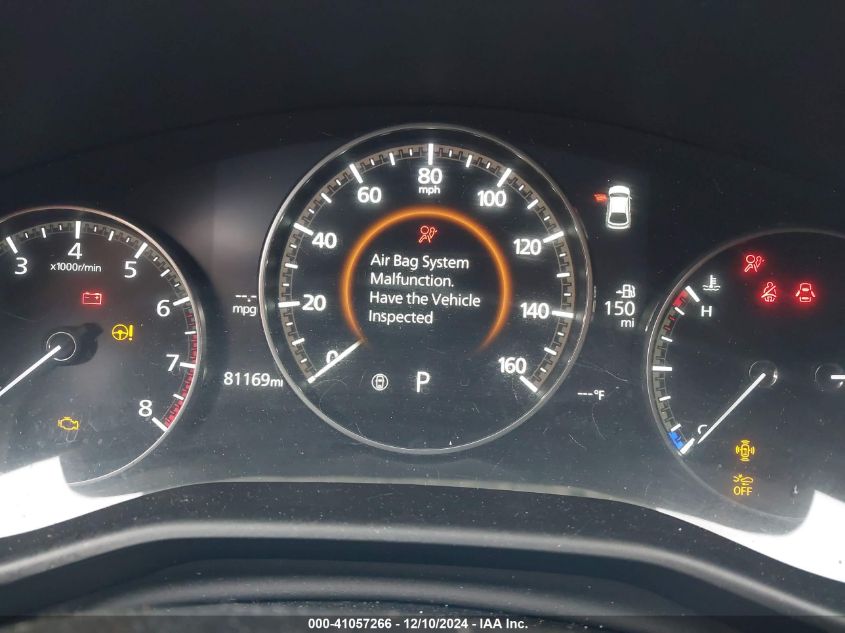 3
4
5
6
7
8
x1000r/min
--.-
mpg
81169mi
0
20
40
60
80
mph
100
120
140
160
Air Bag System
Malfunction.
Have the Vehicle
Inspected
P
150
mi
---°F
H
C
OFF
000-41057266 - 12/10/2024 - IAA Inc.